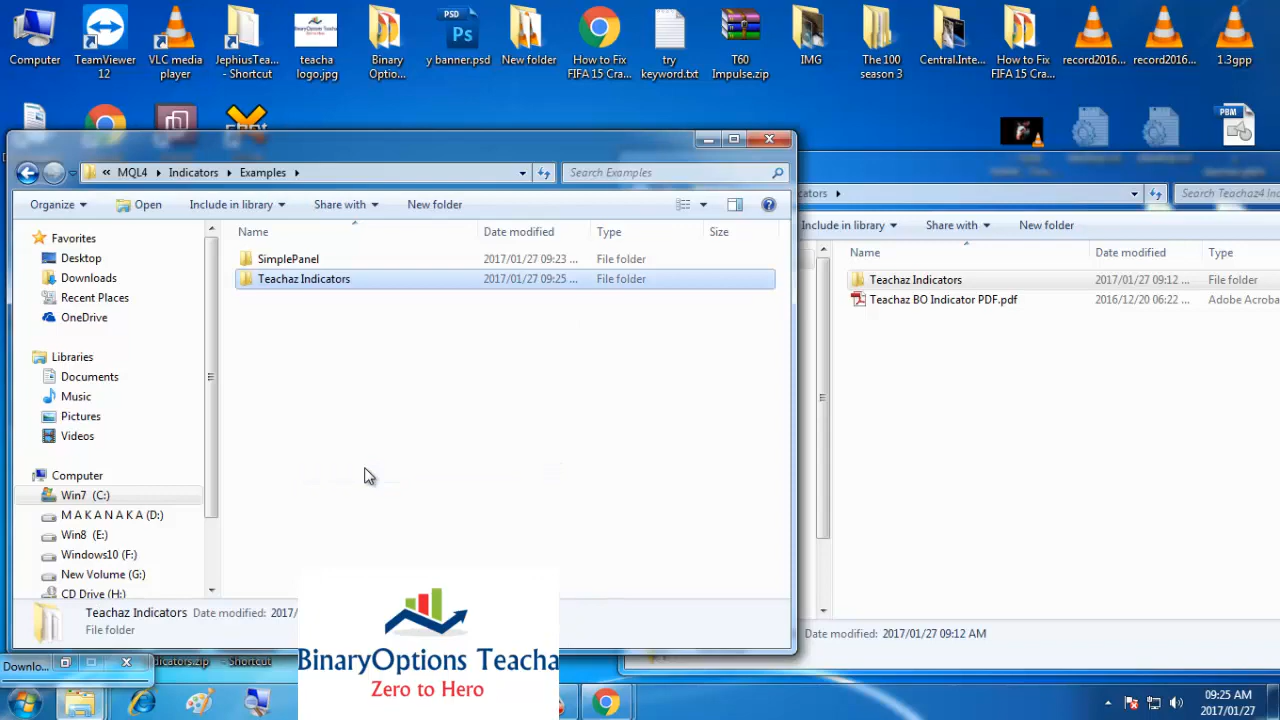 Computer
TeamViewer
12
VLC media
player
JephiusTea...
- Shortcut
teacha
logo.jpg
Binary
Optio...
PSD
Ps
y banner.psd
New folder
How to Fix
FIFA 15 Cra...
try
keyword.txt
T60
Impulse.zip
IMG
The 100
season 3
Central.Inte...
How to Fix
FIFA 15 Cra...
record2016...
record2016...
1.3gpp
PBM
MQL4
Indicators
Examples
Search Examples
Organize
Open
Include in library
Share with
New folder
Name
Date modified
Type
Size
SimplePanel
2017/01/27 09:23 ...
File folder
Teachaz Indicators
2017/01/27 09:25 ...
File folder
Favorites
Desktop
Downloads
Recent Places
OneDrive
Libraries
Documents
Music
Pictures
Videos
Computer
Win7 (C:)
M A K A N A K A (D:)
Win8 (E:)
Windows10 (F:)
New Volume (G:)
CD Drive (H:)
Teachaz Indicators
Date modified: 2017/
File folder
icators
Search Teachaz4 Ind
Include in library
Share with
New folder
Name
Date modified
Type
Teachaz Indicators
2017/01/27 09:12 ...
File folder
Teachaz BO Indicator PDF.pdf
2016/12/20 06:22 ...
Adobe Acroba
Date modified: 2017/01/27 09:12 AM
Downlo...
dicators.zip
- Shortcut
BinaryOptions Teacha
Zero to Hero
09:25 AM
2017/01/27